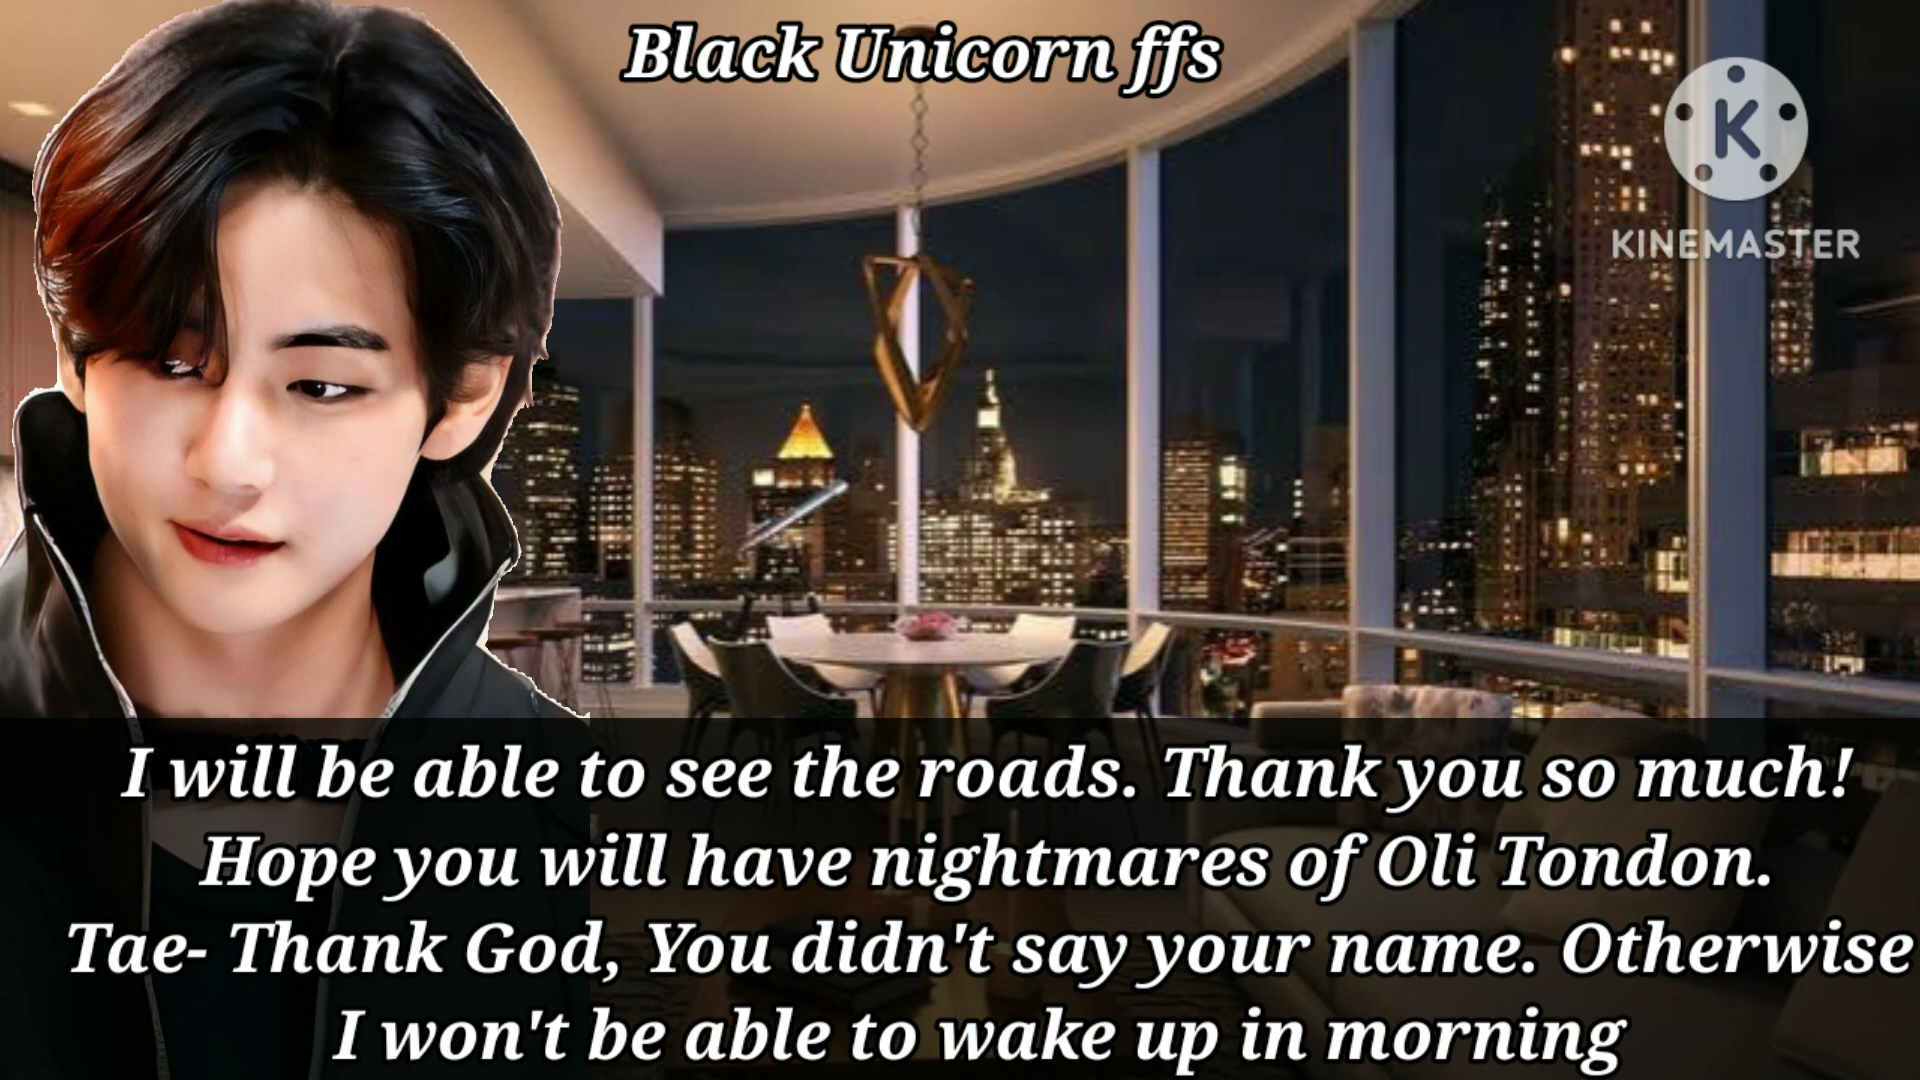 Black Unicorn ffs
K
KINEMASTER
I will be able to see the roads. Thank you so much!
Hope you will have nightmares of Oli Tondon.
Tae- Thank God, You didn't say your name. Otherwise
I won't be able to wake up in morning